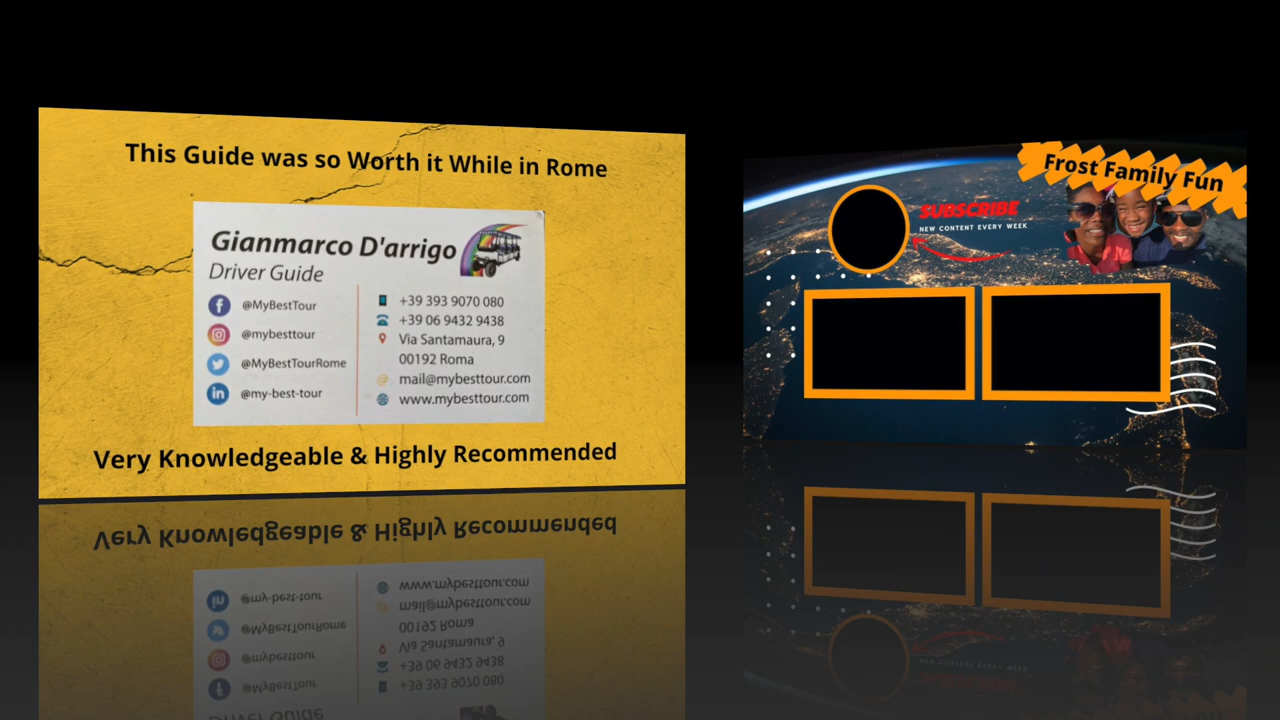 This Guide was so Worth it While in Rome
Gianmarco D'arrigo
Driver Guide
@MyBestTour
@mybesttour
@MyBestTourRome
@my-best-tour
+39 393 9070 080
+39 06 9432 9438
Via Santamaura, 9
00192 Roma
mail@mybesttour.com
www.mybesttour.com
Very Knowledgeable & Highly Recommended
Frost Family Fun
SUBSCRIBE
NEW CONTENT EVERY WEEK